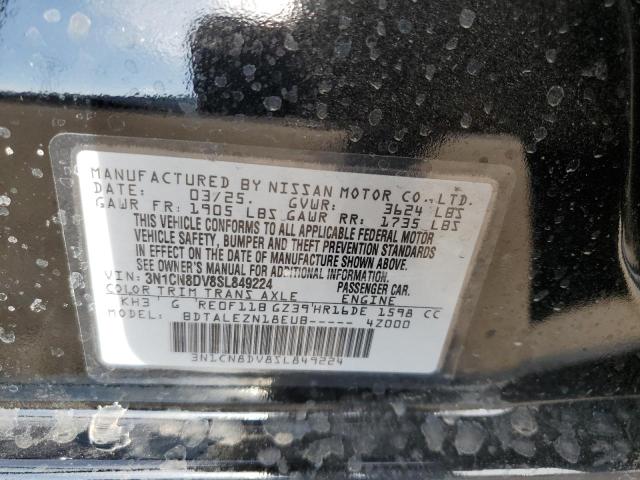 MANUFACTURED BY NISSAN MOTOR CO., LTD.
DATE: 03/25. GVWR: 3624 LBS
GAWR FR: 1905 LBS GAWR RR: 1735 LBS
THIS VEHICLE CONFORMS TO ALL APPLICABLE FEDERAL MOTOR
VEHICLE SAFETY, BUMPER AND THEFT PREVENTION STANDARDS
IN EFFECT ON THE DATE OF MANUFACTURE SHOWN ABOVE.
SEE OWNERS MANUAL FOR ADDITIONAL INFORMATION.
VIN: 3N1CN8DV8SL849224 PASSENGER CAR.
COLOR TRIM TRANS AXLE ENGINE
KH3 G RE0F11B GZ39 HR16DE 1598 CC
MODEL: BDTALEZN18EUB----- 4Z000
3N1CN8DV8SL849224